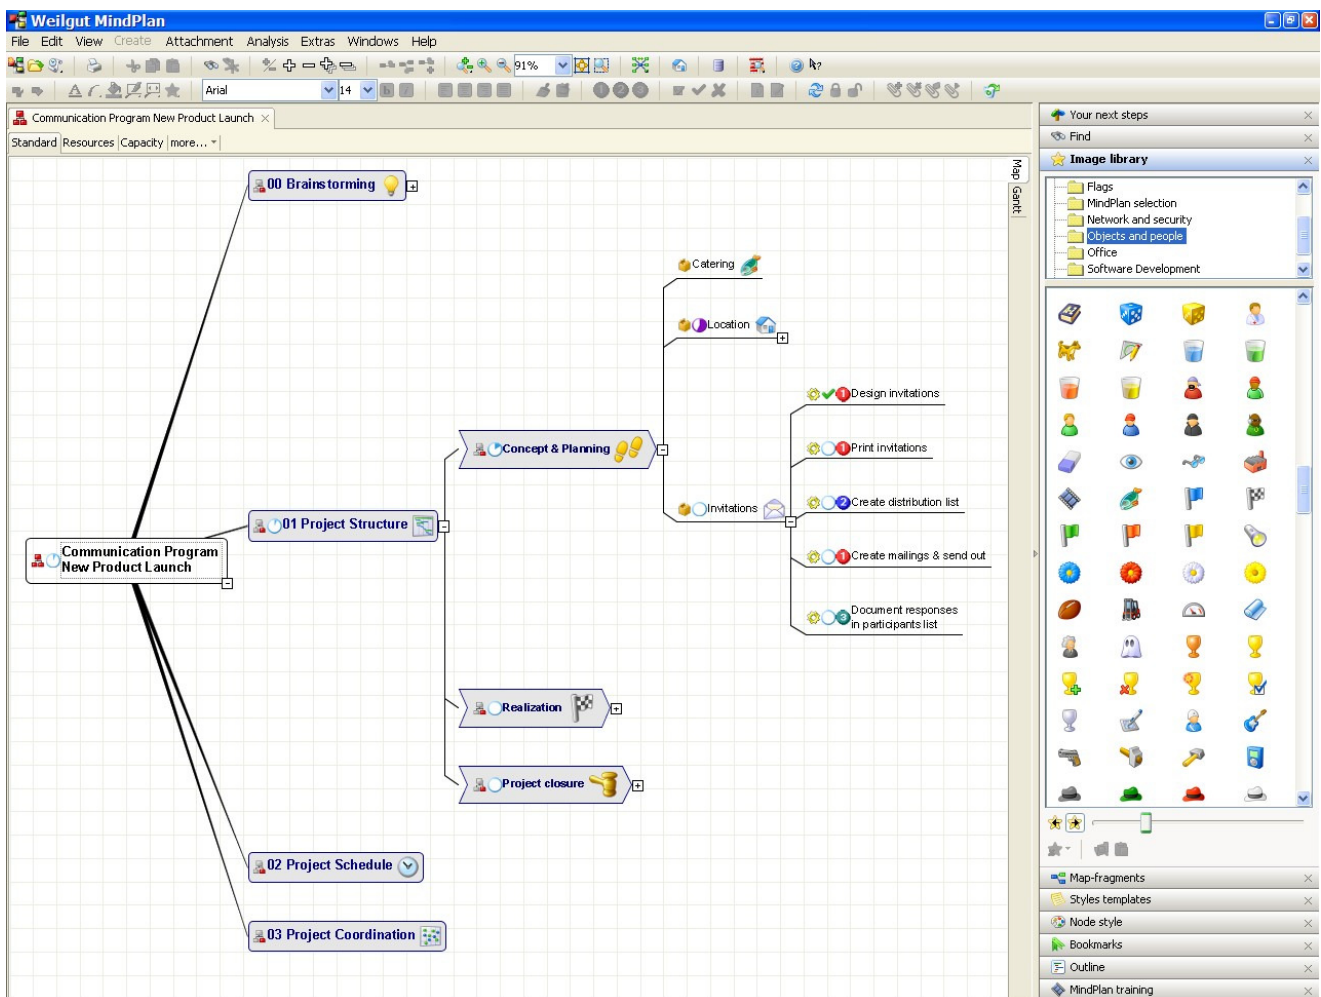 Weilgut MindPlan
File Edit View Create Attachment Analysis Extras Windows Help
91%
Arial 14
Communication Program New Product Launch
Standard Resources Capacity more...
Map
Gantt
00 Brainstorming
Catering
Location
Design invitations
Concept & Planning
Print invitations
Invitations
Create distribution list
01 Project Structure
Communication Program
New Product Launch
Create mailings & send out
Document responses
in participants list
Realization
Project closure
02 Project Schedule
03 Project Coordination
Your next steps
Find
Image library
Flags
MindPlan selection
Network and security
Objects and people
Office
Software Development
Map-fragments
Styles templates
Node style
Bookmarks
Outline
MindPlan training